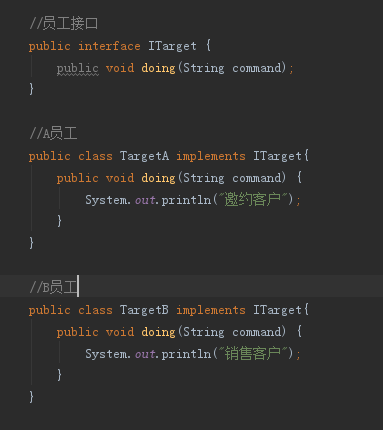 //员工接口
public interface ITarget {
public void doing(String command);
}
//A员工
public class TargetA implements ITarget{
public void doing(String command) {
System.out.println("邀约客户");
}
}
//B员工
public class TargetB implements ITarget{
public void doing(String command) {
System.out.println("销售客户");
}
}